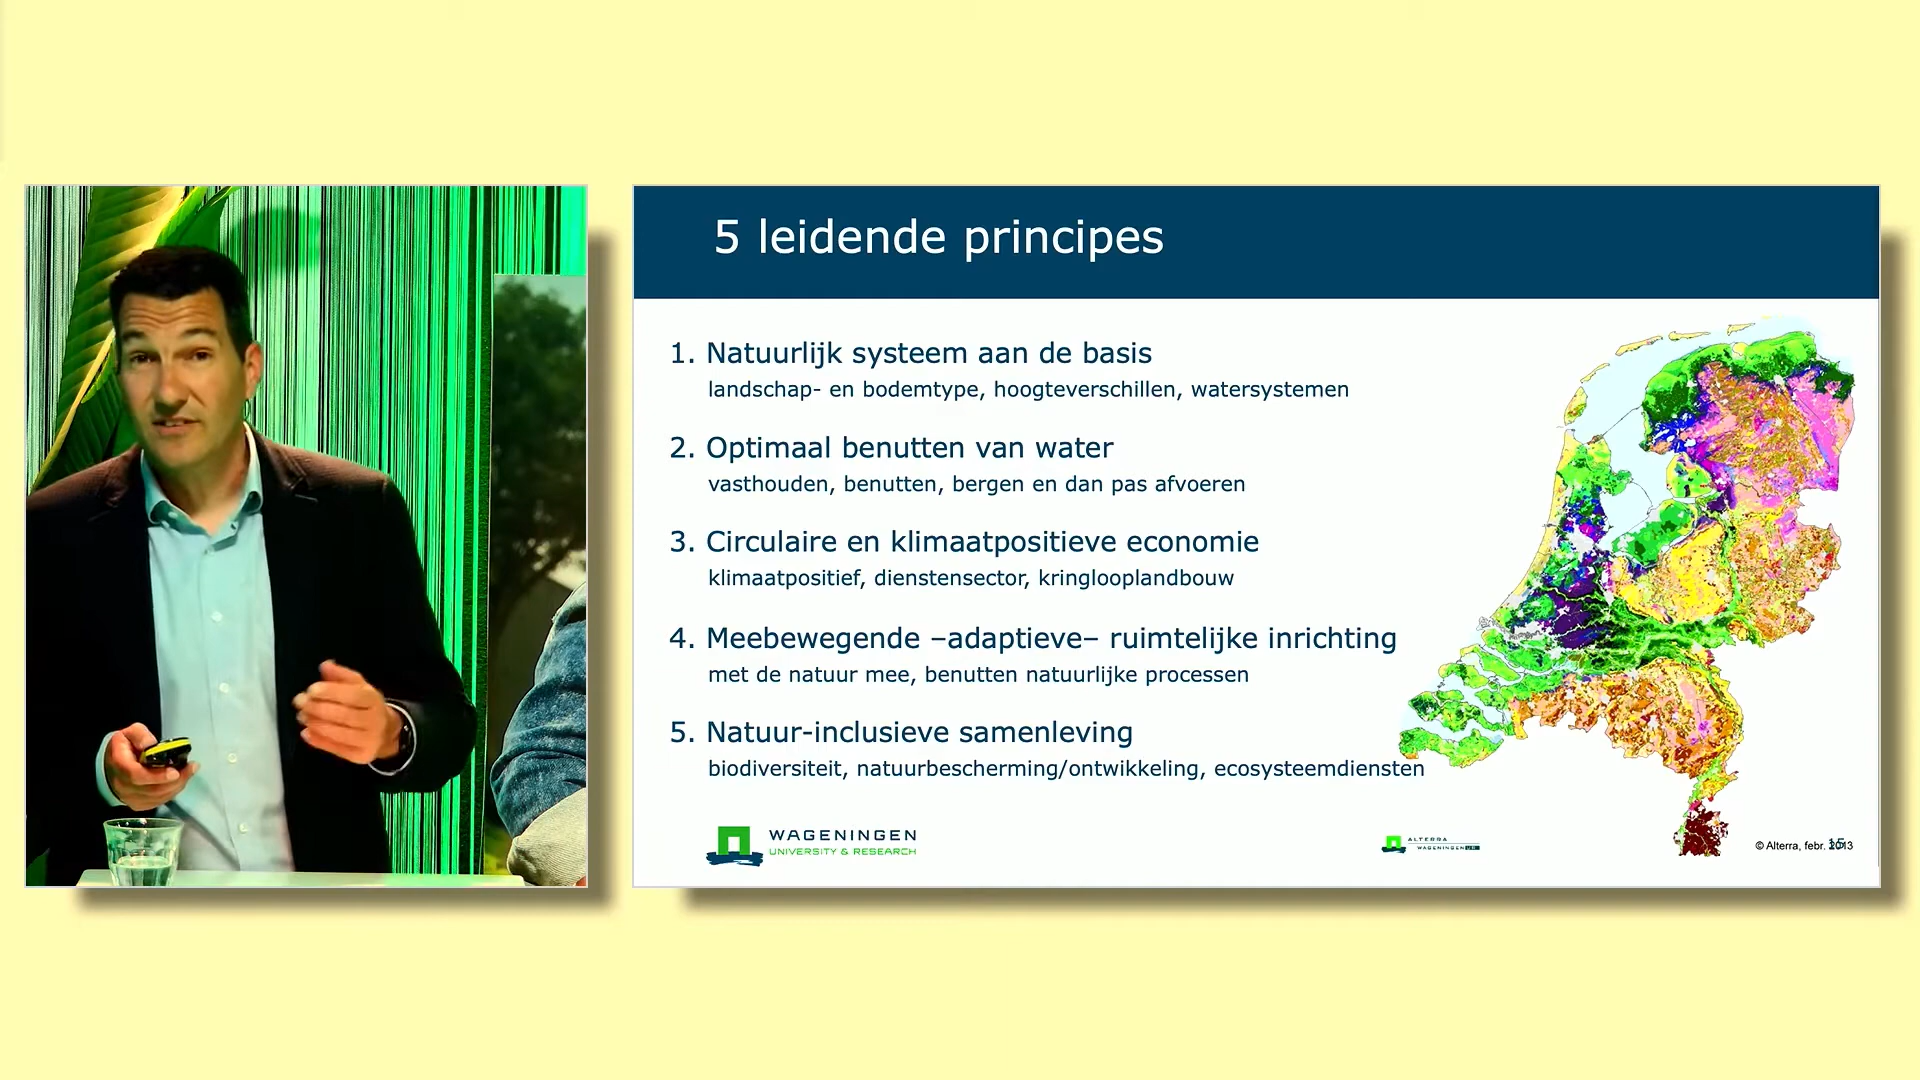 5 leidende principes
1. Natuurlijk systeem aan de basis
landschap- en bodemtype, hoogteverschillen, watersystemen
2. Optimaal benutten van water
vasthouden, benutten, bergen en dan pas afvoeren
3. Circulaire en klimaatpositieve economie
klimaatpositief, dienstensector, kringlooplandbouw
4. Meebewegende –adaptieve– ruimtelijke inrichting
met de natuur mee, benutten natuurlijke processen
5. Natuur-inclusieve samenleving
biodiversiteit, natuurbescherming/ontwikkeling, ecosysteemdiensten
WAGENINGEN
UNIVERSITY & RESEARCH
ALTERRA
WAGENINGEN UR
© Alterra, febr. 2013
15